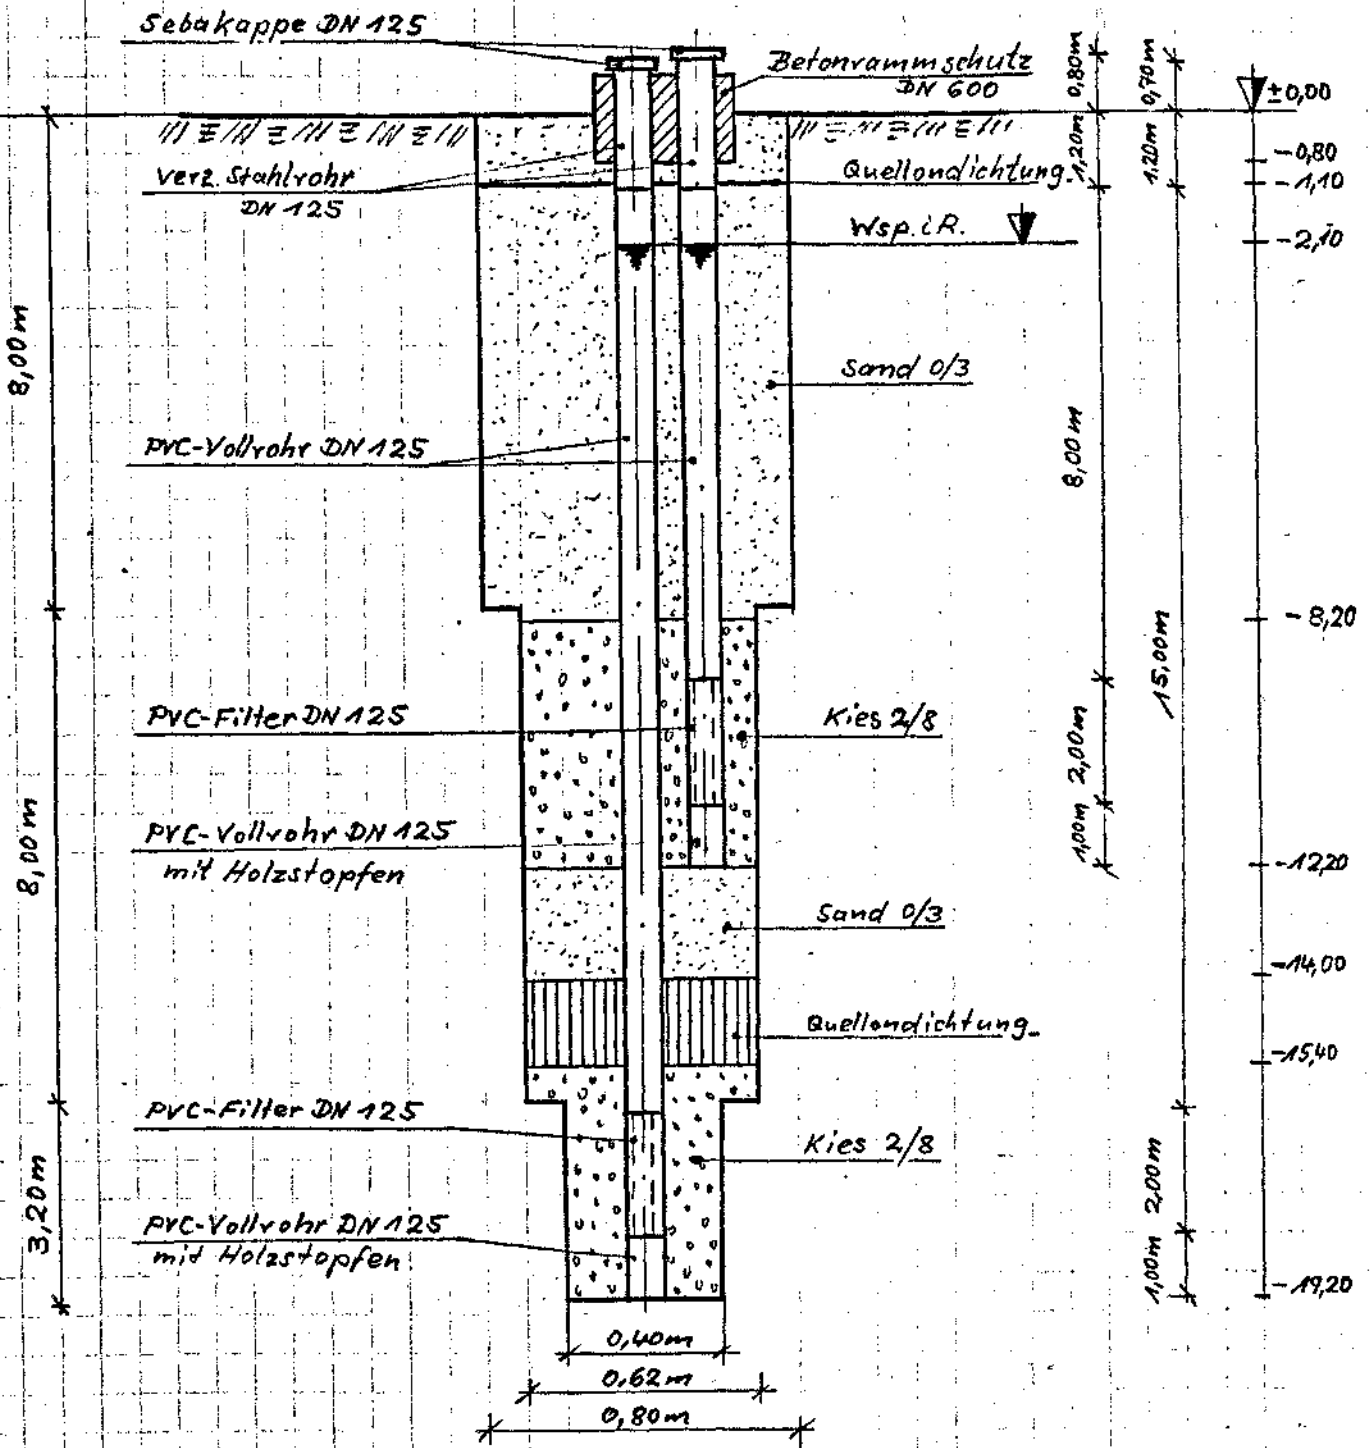 Sebakappe DN 125
Betonrammschutz
DN 600
0,80m
0,70m
±0,00
1,20m
1,20m
-0,80
verz. Stahlrohr
DN 125
Quellondichtung
-1,10
Wsp. i.R.
-2,10
8,00m
Sand 0/3
PVC-Vollrohr DN 125
8,00m
-8,20
15,00m
PVC-Filter DN 125
Kies 2/8
2,00m
PVC-Vollrohr DN 125
mit Holzstopfen
1,00m
8,00m
-12,20
Sand 0/3
-14,00
Quellondichtung
-15,40
PVC-Filter DN 125
Kies 2/8
2,00m
3,20m
PVC-Vollrohr DN 125
mit Holzstopfen
1,00m
-19,20
0,40m
0,62m
0,80m